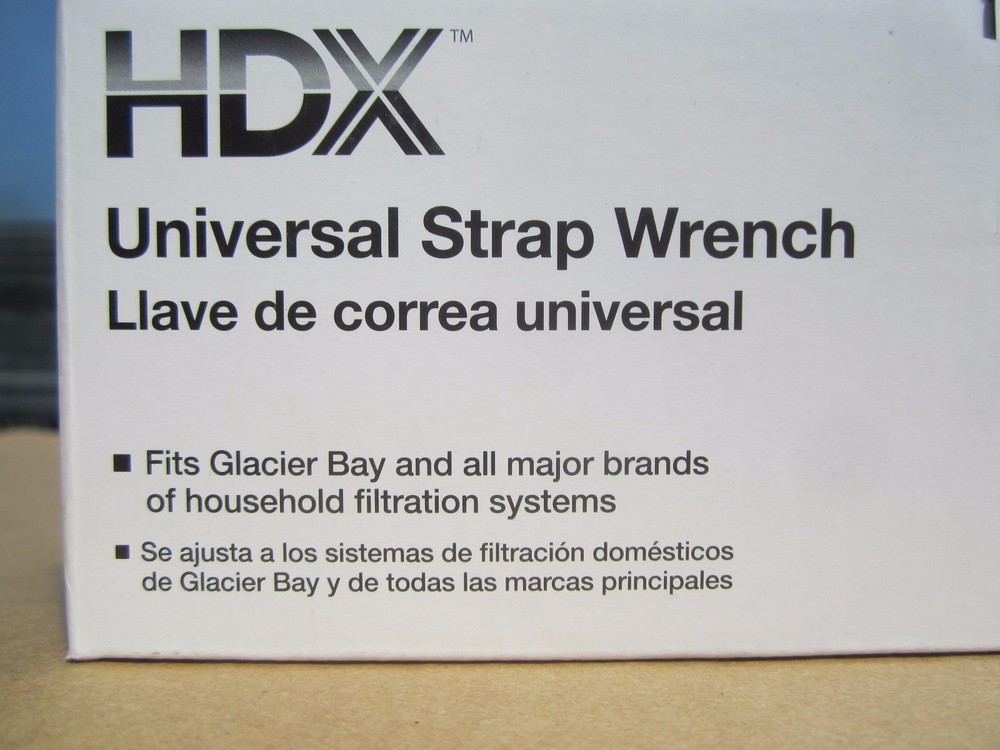 HDX™
Universal Strap Wrench
Llave de correa universal
■ Fits Glacier Bay and all major brands
of household filtration systems
■ Se ajusta a los sistemas de filtración domésticos
de Glacier Bay y de todas las marcas principales